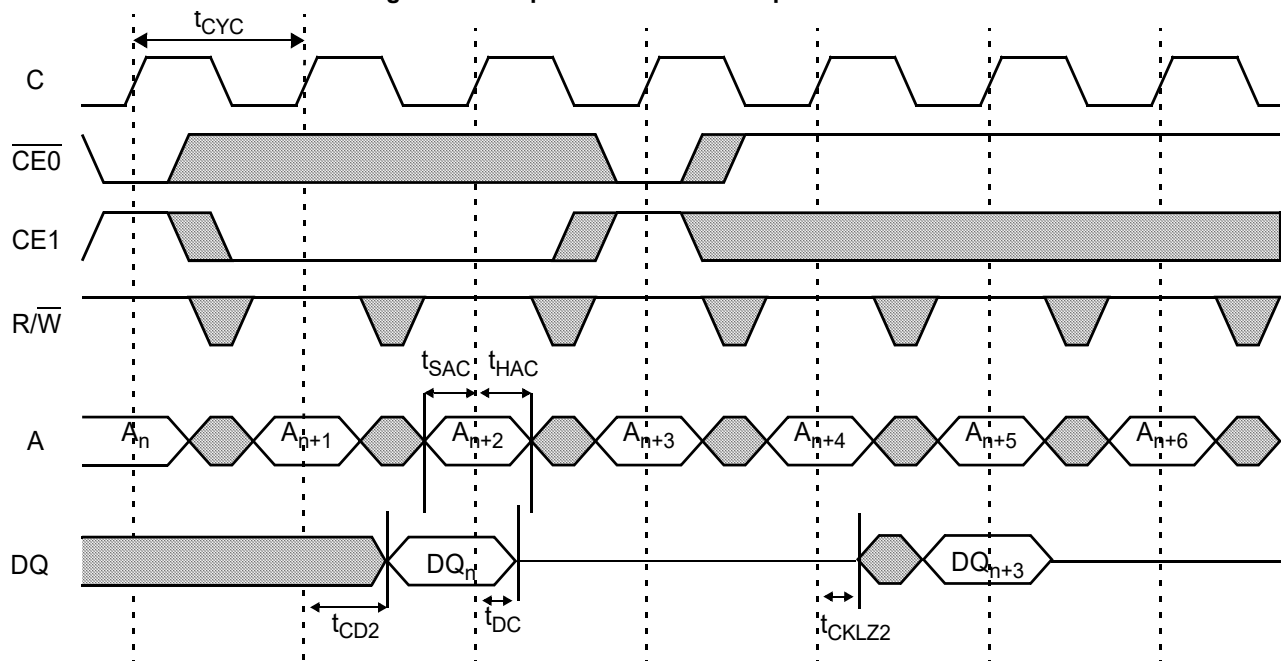 t_CYC
C
C̅E̅0̅
CE1
R/W̅
t_SAC t_HAC
A
A_n A_n+1 A_n+2 A_n+3 A_n+4 A_n+5 A_n+6
DQ
DQ_n DQ_n+3
t_CD2 t_DC t_CKLZ2